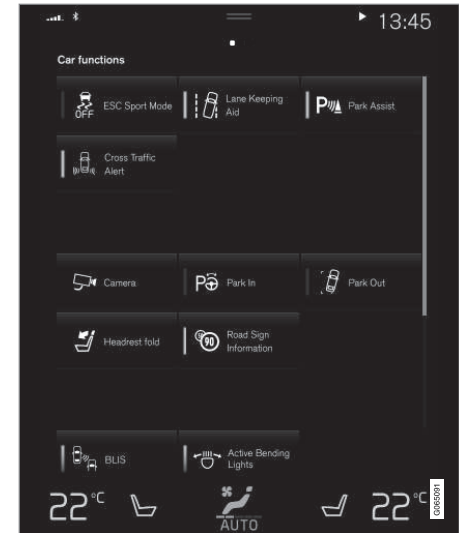 13:45
Car functions
OFF
ESC Sport Mode
Lane Keeping
Aid
P
Park Assist
Cross Traffic
Alert
Camera
P
Park In
Park Out
Headrest fold
90
Road Sign
Information
BLIS
Active Bending
Lights
22°C
AUTO
22°C
G065091